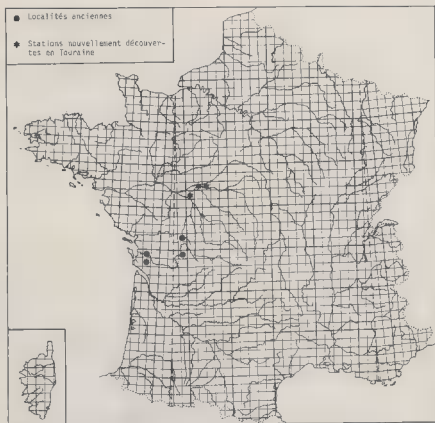 Localités anciennes
Stations nouvellement découver-
tes en Touraine